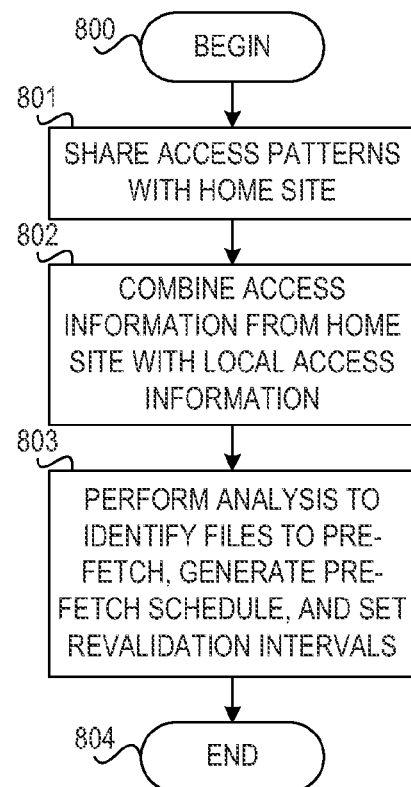 800
BEGIN
801
SHARE ACCESS PATTERNS
WITH HOME SITE
802
COMBINE ACCESS
INFORMATION FROM HOME
SITE WITH LOCAL ACCESS
INFORMATION
803
PERFORM ANALYSIS TO
IDENTIFY FILES TO PRE-
FETCH, GENERATE PRE-
FETCH SCHEDULE, AND SET
REVALIDATION INTERVALS
804
END